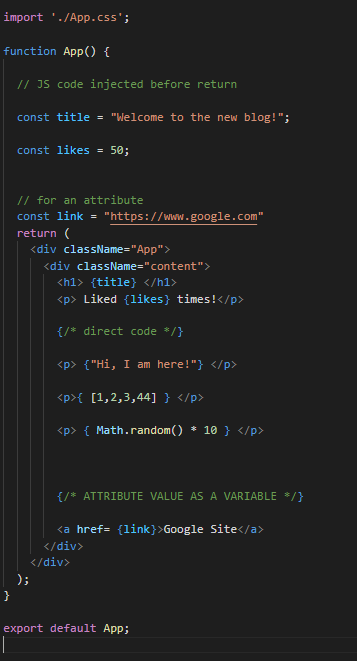 import './App.css';
function App() {
// JS code injected before return
const title = "Welcome to the new blog!";
const likes = 50;
// for an attribute
const link = "https://www.google.com"
return (
<div className="App">
<div className="content">
<h1> {title} </h1>
<p> Liked {likes} times!</p>
{/* direct code */}
<p> {"Hi, I am here!"} </p>
<p>{ [1,2,3,44] } </p>
<p> { Math.random() * 10 } </p>
{/* ATTRIBUTE VALUE AS A VARIABLE */}
<a href= {link}>Google Site</a>
</div>
</div>
);
}
export default App;